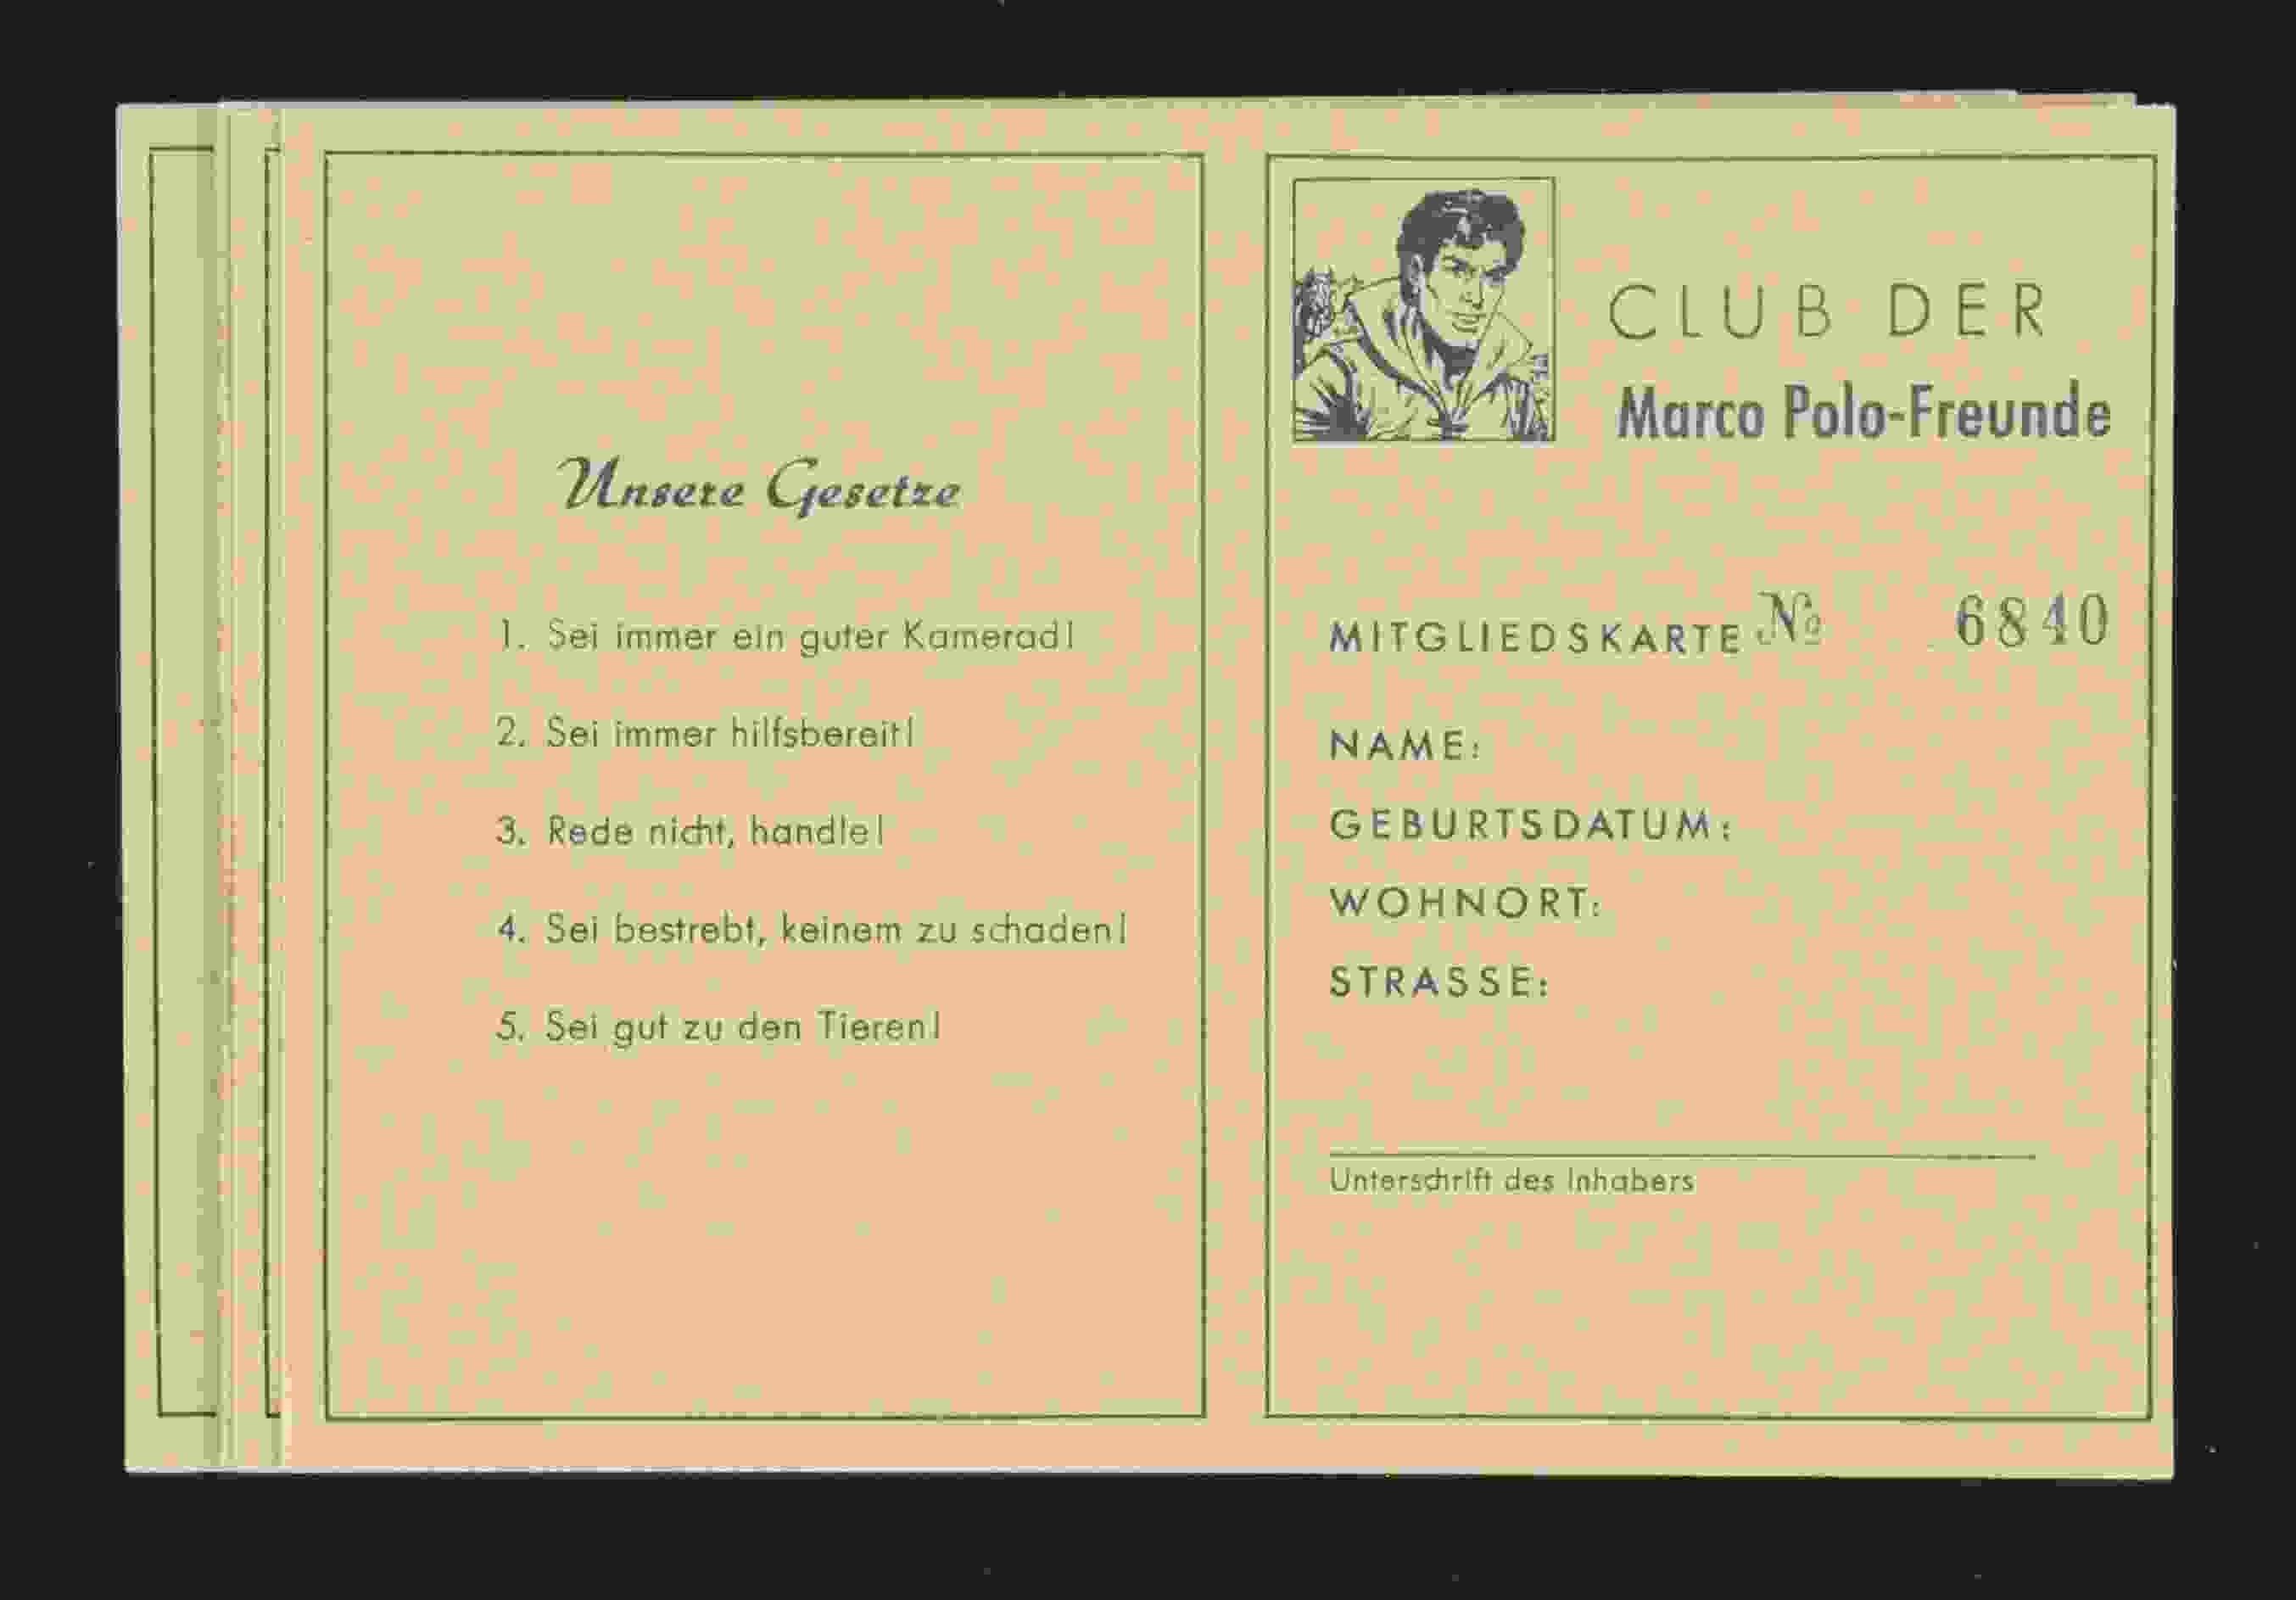 Unsere Gesetze
1. Sei immer ein guter Kamerad!
2. Sei immer hilfsbereit!
3. Rede nicht, handle!
4. Sei bestrebt, keinem zu schaden!
5. Sei gut zu den Tieren!
CLUB DER
Marco Polo-Freunde
MITGLIEDSKARTE № 6840
NAME:
GEBURTSDATUM:
WOHNORT:
STRASSE:
Unterschrift des Inhabers